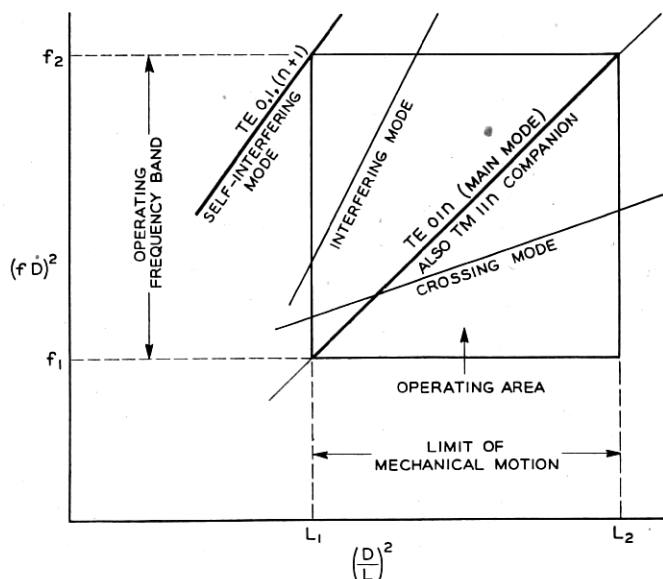 f₂
TE 0,1,(n+1)
SELF-INTERFERING
MODE
INTERFERING MODE
TE 01n (MAIN MODE)
ALSO TM 11n COMPANION
CROSSING MODE
OPERATING
FREQUENCY BAND
(f D)²
f₁
OPERATING AREA
LIMIT OF
MECHANICAL MOTION
L₁
L₂
(D/L)²